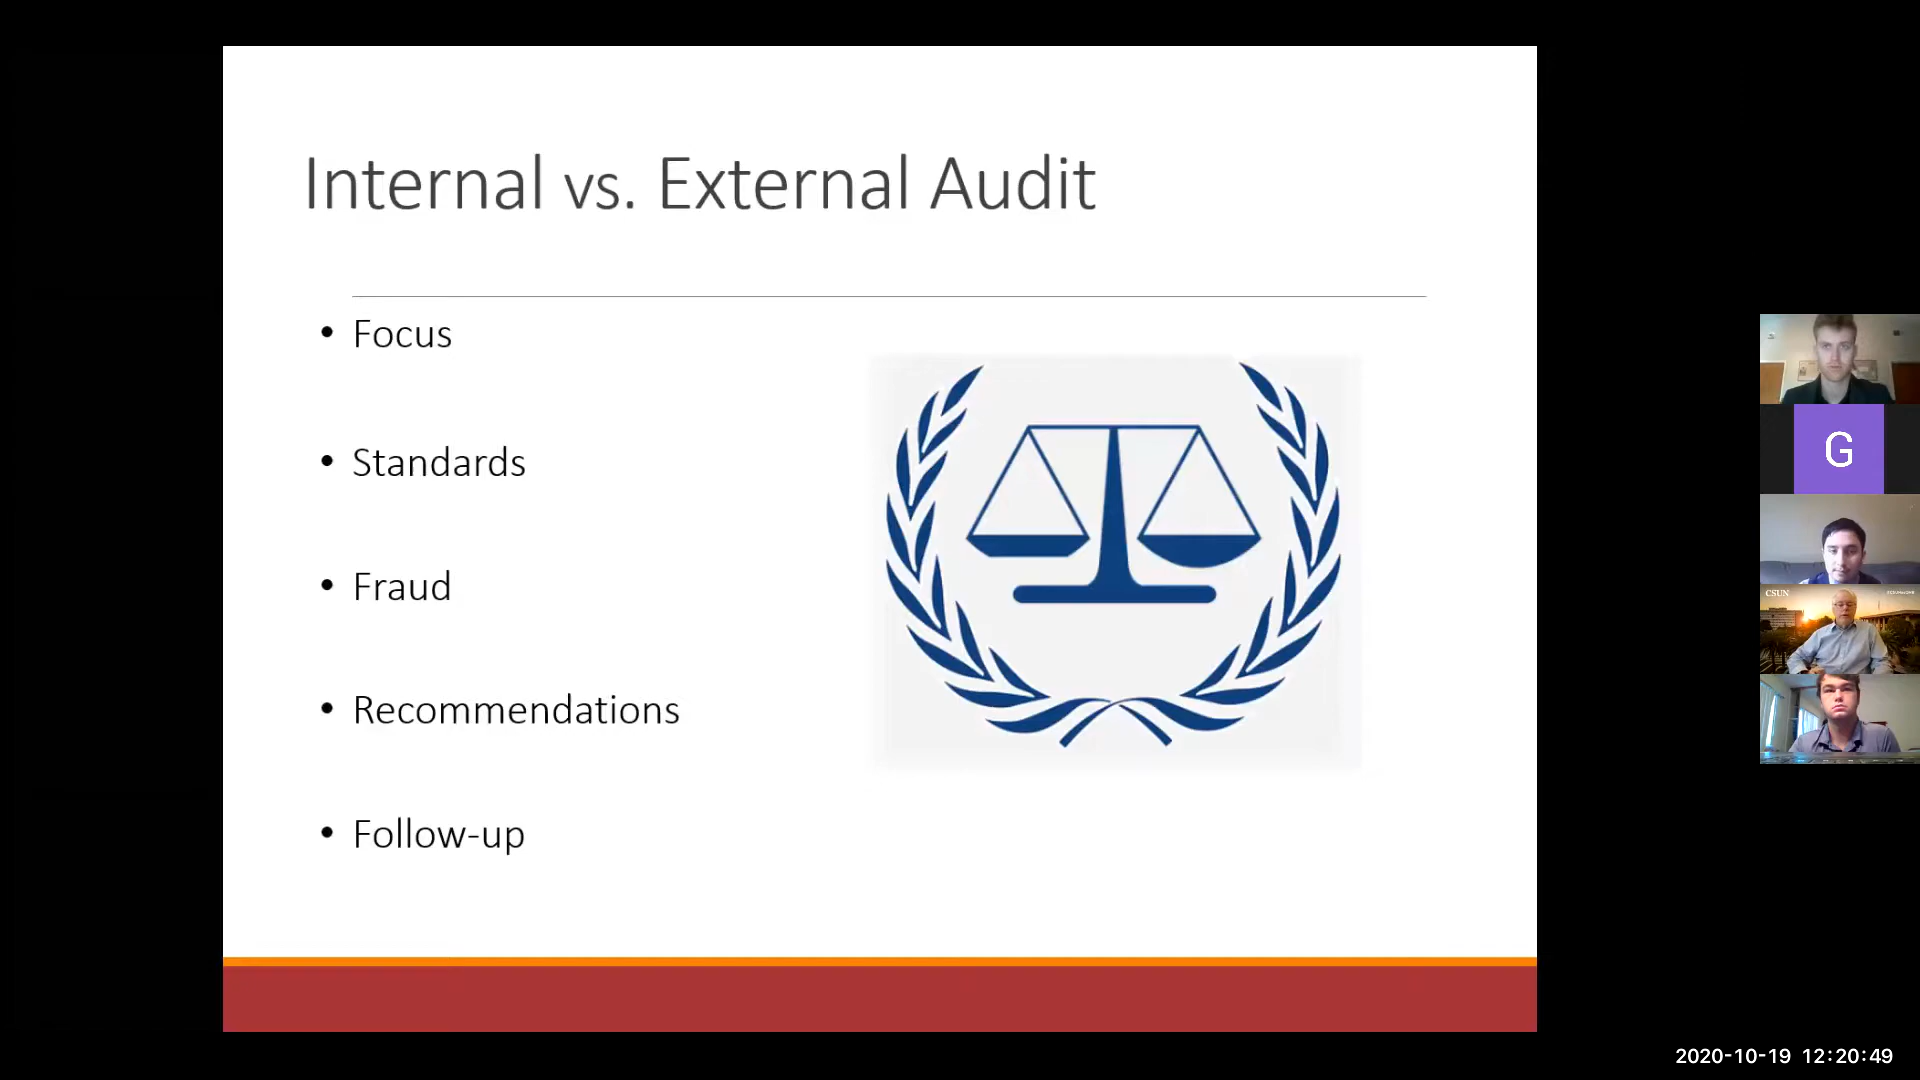 Internal vs. External Audit
• Focus
• Standards
• Fraud
• Recommendations
• Follow-up
G
CSUN
2020-10-19 12:20:49